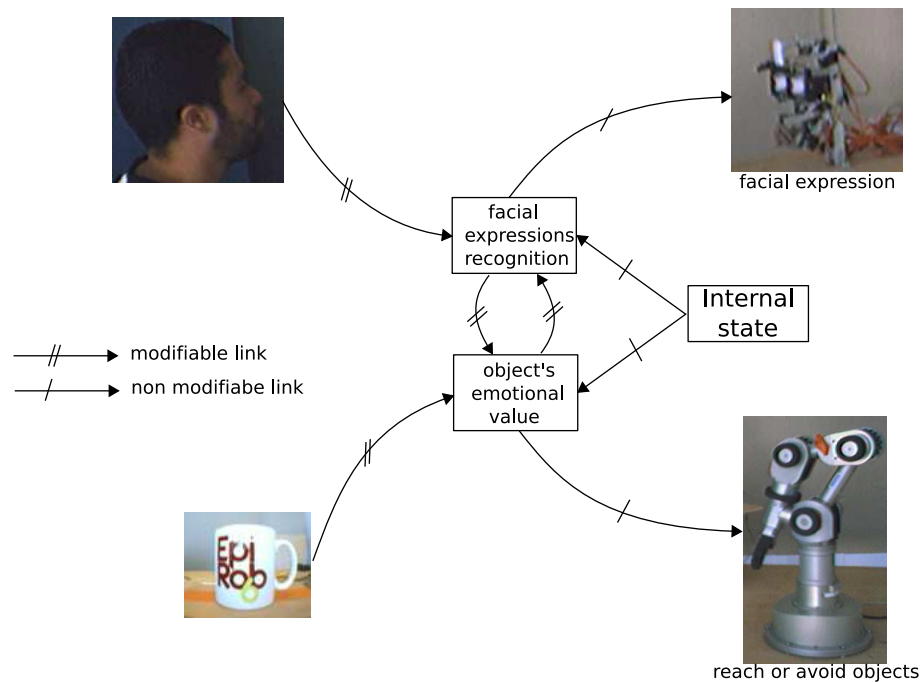 facial expression
facial
expressions
recognition
Internal
state
modifiable link
non modifiabe link
object's
emotional
value
Epi
Rob
6
reach or avoid objects